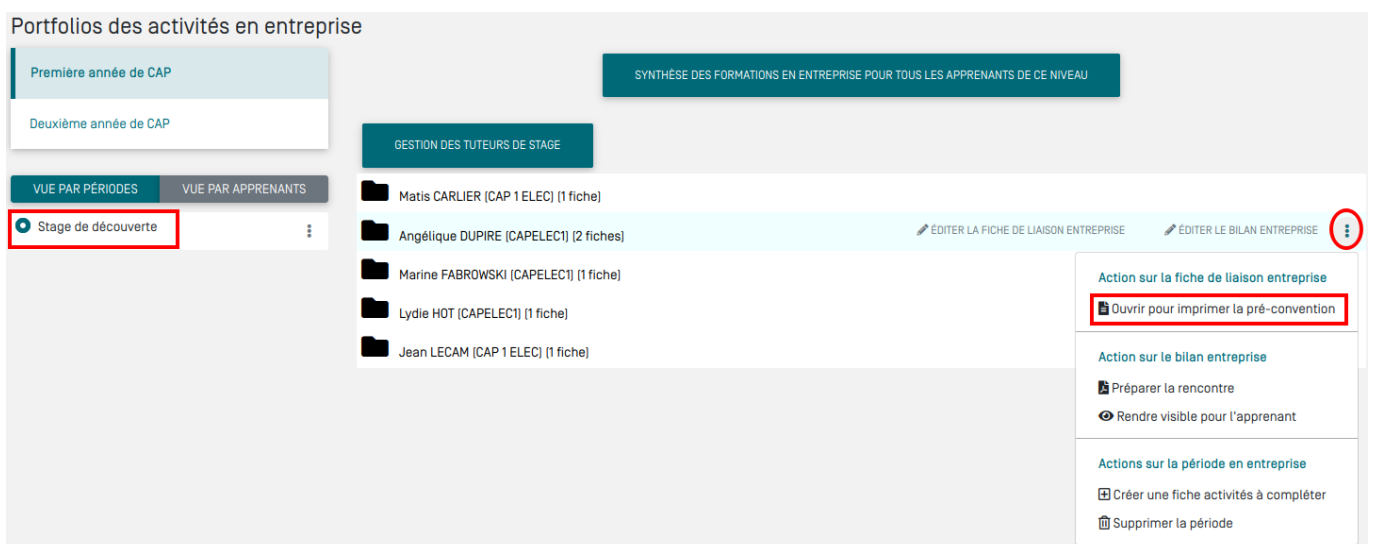 Portfolios des activités en entreprise
Première année de CAP
Deuxième année de CAP
SYNTHÈSE DES FORMATIONS EN ENTREPRISE POUR TOUS LES APPRENANTS DE CE NIVEAU
GESTION DES TUTEURS DE STAGE
VUE PAR PÉRIODES
VUE PAR APPRENANTS
Stage de découverte
Matis CARLIER (CAP 1 ELEC) (1 fiche)
Angélique DUPIRE (CAPELEC1) (2 fiches)
ÉDITER LA FICHE DE LIAISON ENTREPRISE
ÉDITER LE BILAN ENTREPRISE
Marine FABROWSKI (CAPELEC1) (1 fiche)
Lydie HOT (CAPELEC1) (1 fiche)
Jean LECAM (CAP 1 ELEC) (1 fiche)
Action sur la fiche de liaison entreprise
Ouvrir pour imprimer la pré-convention
Action sur le bilan entreprise
Préparer la rencontre
Rendre visible pour l'apprenant
Actions sur la période en entreprise
Créer une fiche activités à compléter
Supprimer la période